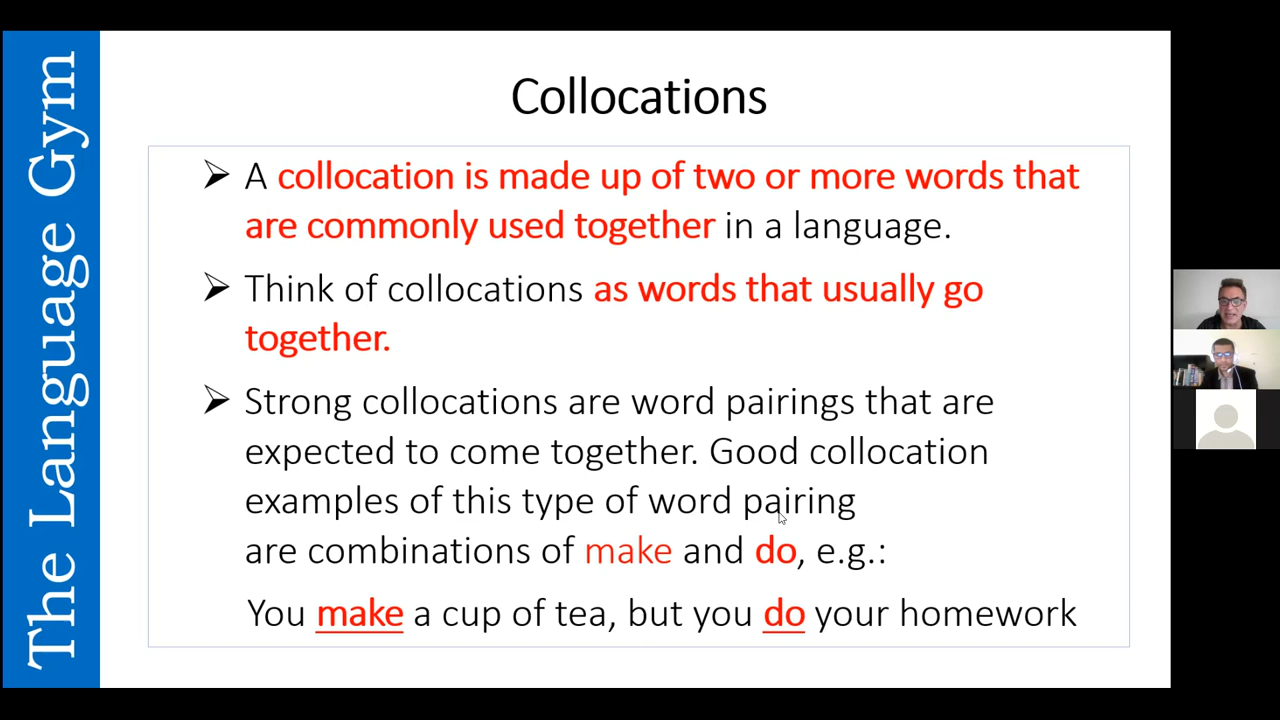 The Language Gym
Collocations
➢ A collocation is made up of two or more words that
are commonly used together in a language.
➢ Think of collocations as words that usually go
together.
➢ Strong collocations are word pairings that are
expected to come together. Good collocation
examples of this type of word pairing
are combinations of make and do, e.g.:
You make a cup of tea, but you do your homework